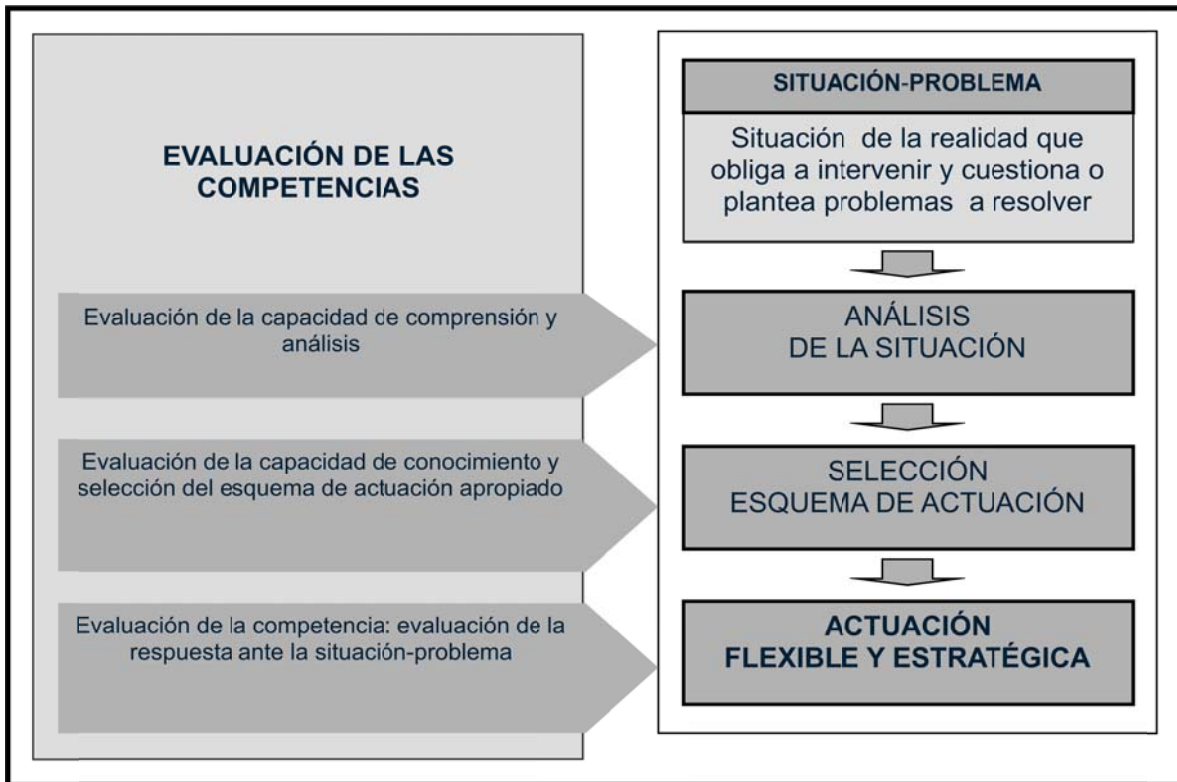 EVALUACIÓN DE LAS
COMPETENCIAS
Evaluación de la capacidad de comprensión y
análisis
Evaluación de la capacidad de conocimiento y
selección del esquema de actuación apropiado
Evaluación de la competencia: evaluación de la
respuesta ante la situación-problema
SITUACIÓN-PROBLEMA
Situación de la realidad que
obliga a intervenir y cuestiona o
plantea problemas a resolver
ANÁLISIS
DE LA SITUACIÓN
SELECCIÓN
ESQUEMA DE ACTUACIÓN
ACTUACIÓN
FLEXIBLE Y ESTRATÉGICA